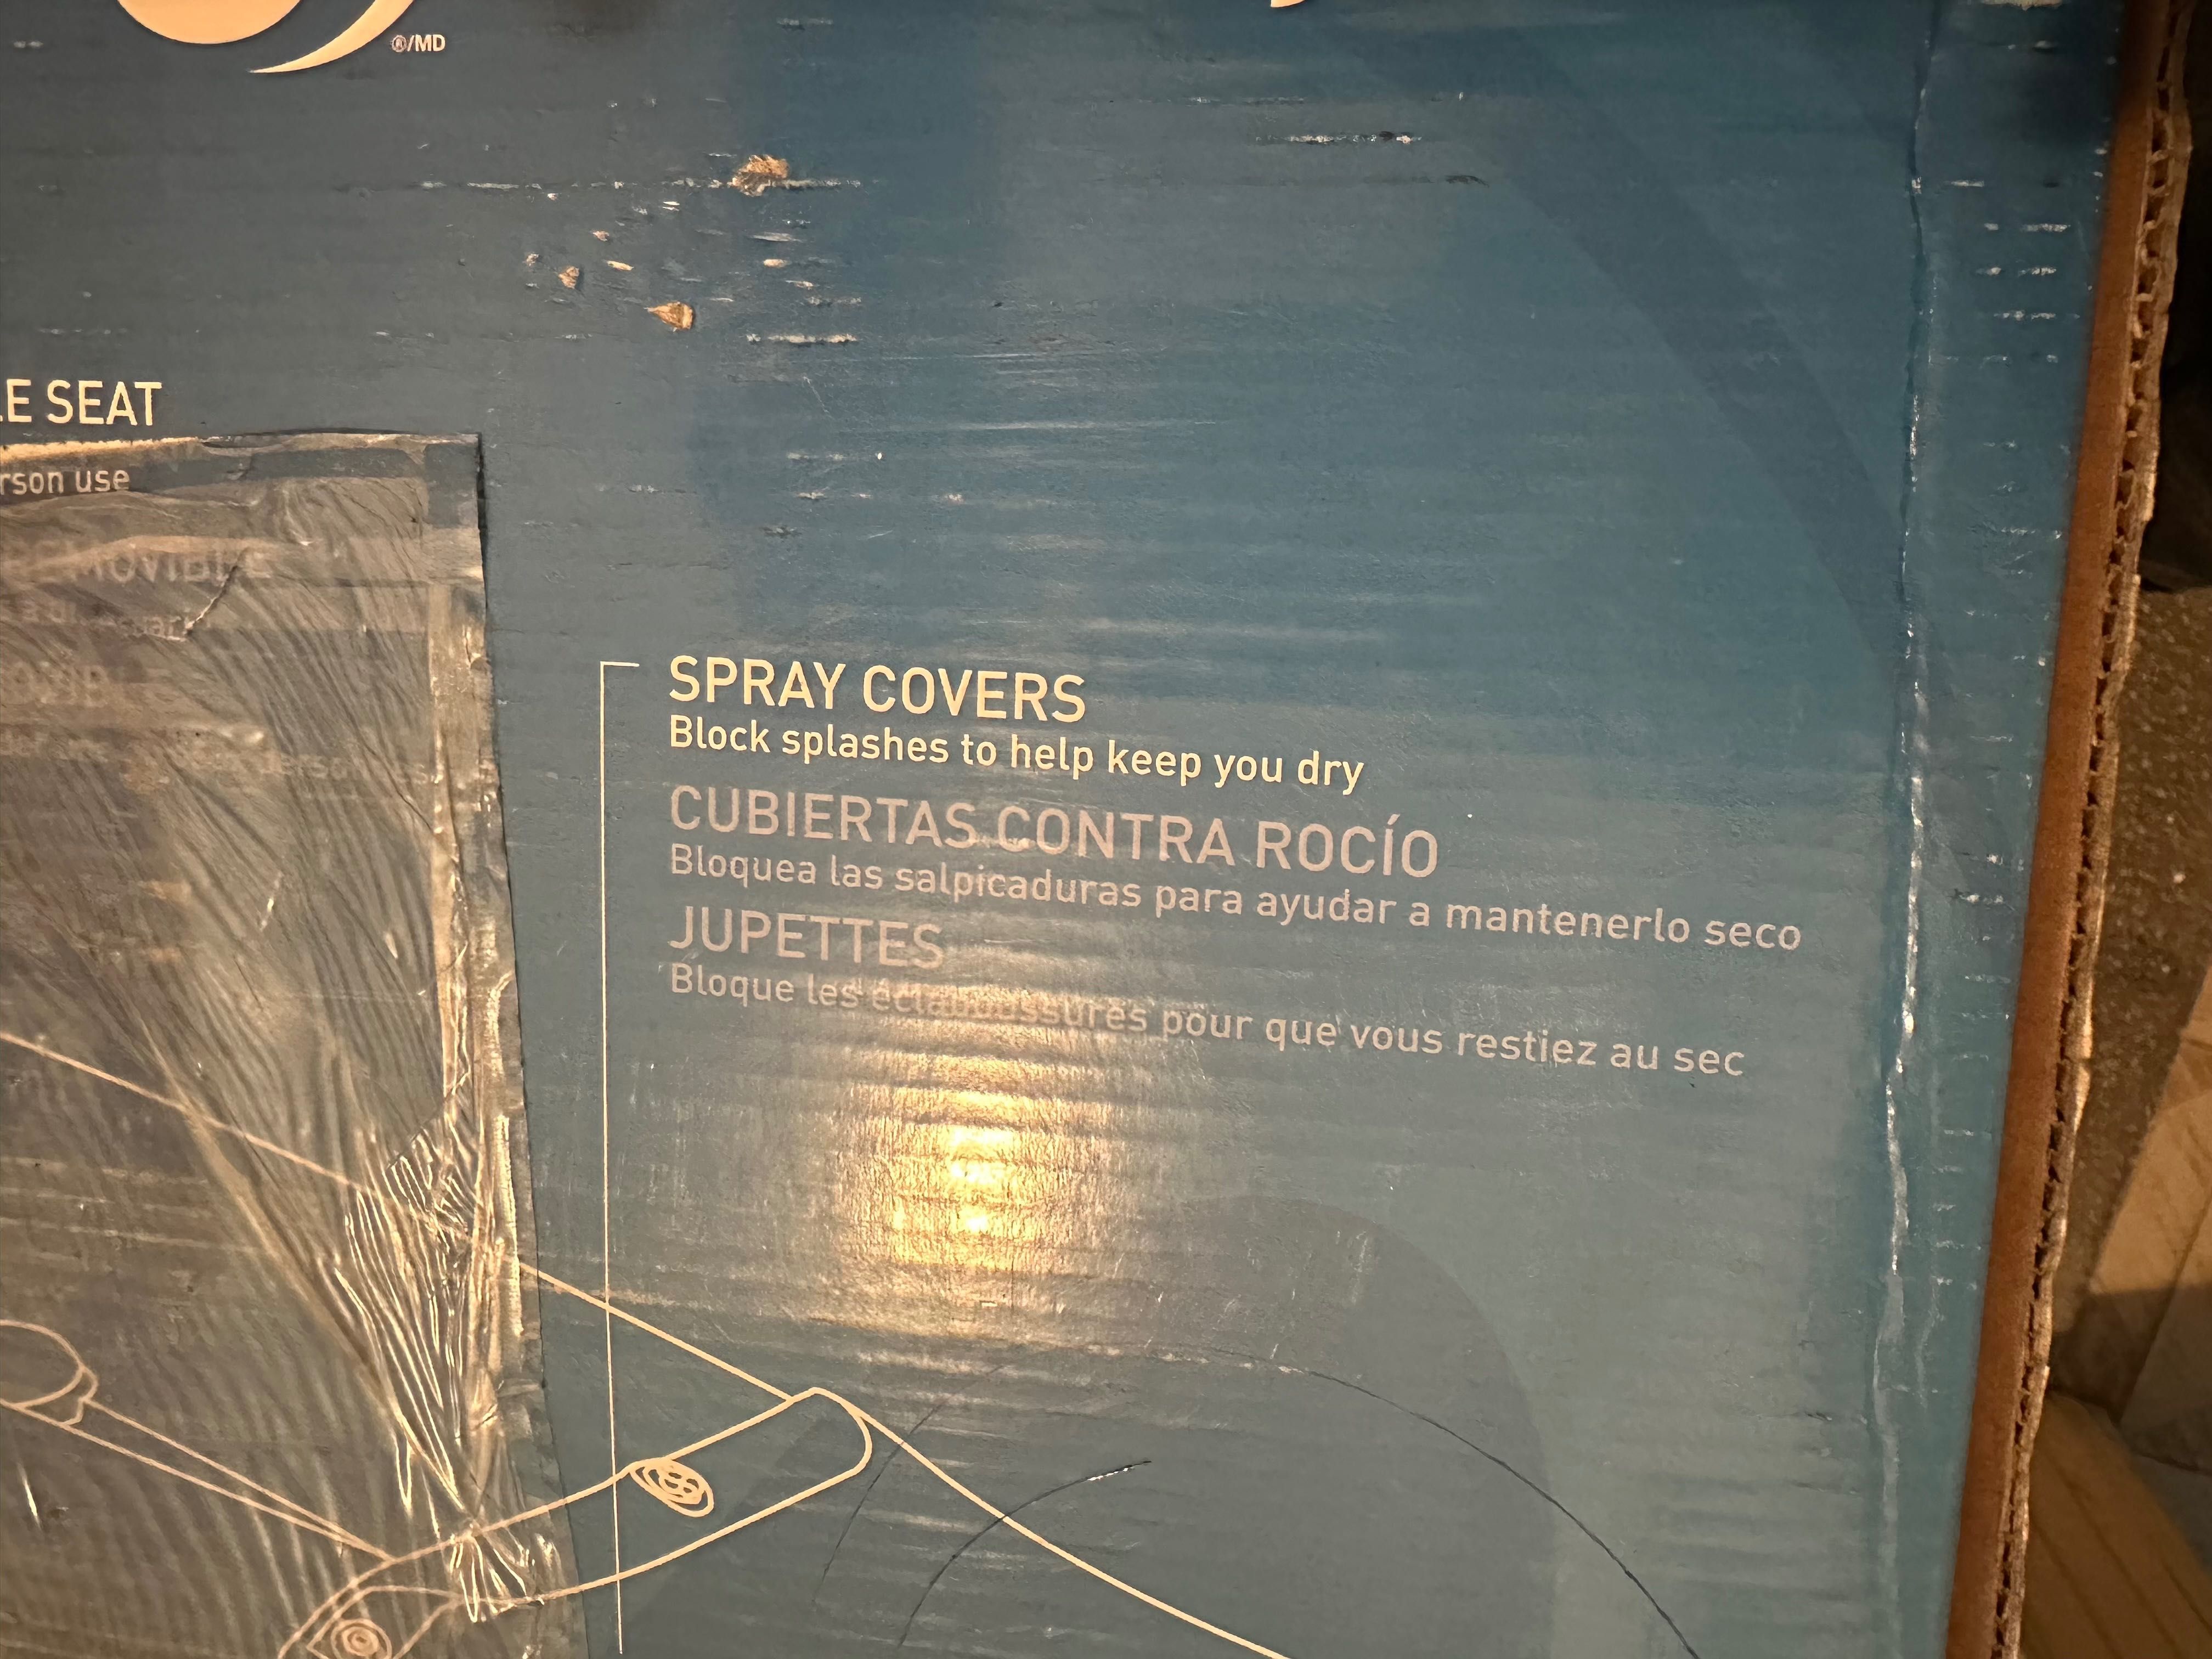 ®/MD
LE SEAT
rson use
SPRAY COVERS
Block splashes to help keep you dry
CUBIERTAS CONTRA ROCÍO
Bloquea las salpicaduras para ayudar a mantenerlo seco
JUPETTES
Bloque les éclaboussures pour que vous restiez au sec